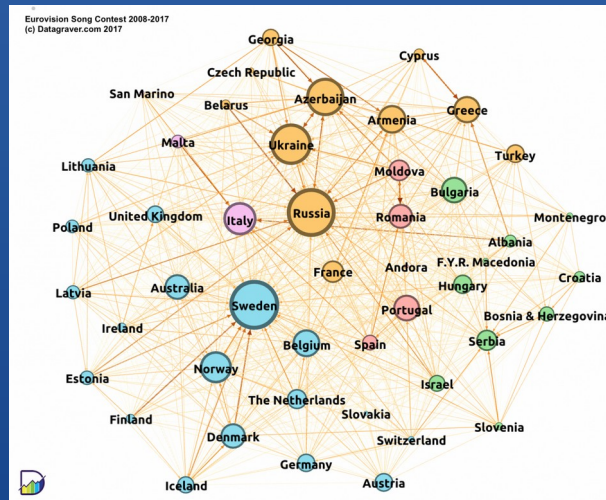 Eurovision Song Contest 2008-2017
(c) Datagraver.com 2017
Georgia
Cyprus
Czech Republic
San Marino
Azerbaijan
Belarus
Greece
Armenia
Malta
Ukraine
Turkey
Lithuania
Moldova
Bulgaria
United Kingdom
Russia
Romania
Montenegro
Italy
Poland
Albania
F.Y.R. Macedonia
Andora
France
Croatia
Hungary
Latvia
Australia
Sweden
Portugal
Bosnia & Herzegovina
Ireland
Serbia
Belgium
Spain
Norway
Estonia
Israel
The Netherlands
Slovakia
Finland
Slovenia
Denmark
Switzerland
Germany
Iceland
Austria